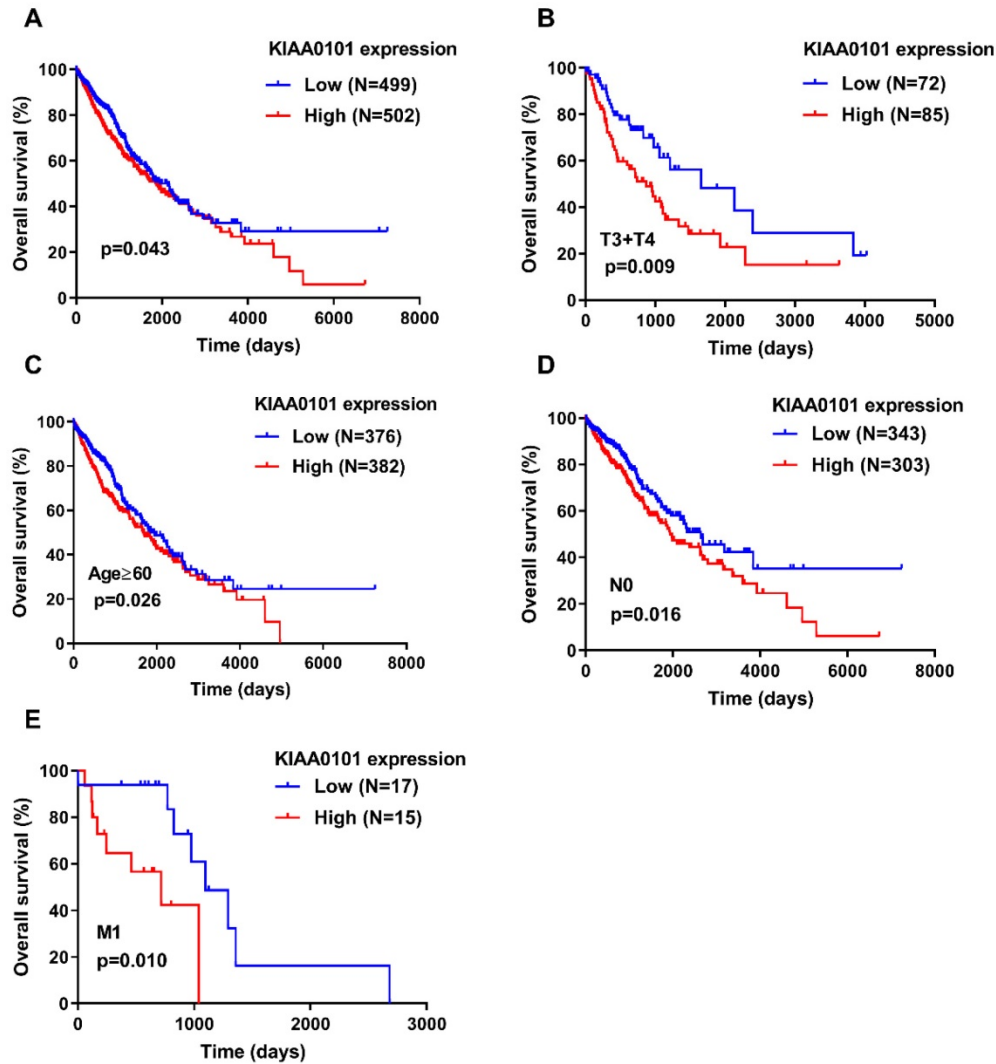 A
KIAA0101 expression
Low (N=499)
High (N=502)
Overall survival (%)
100
80
60
40
20
0
p=0.043
0 2000 4000 6000 8000
Time (days)
B
KIAA0101 expression
Low (N=72)
High (N=85)
Overall survival (%)
100
80
60
40
20
0
T3+T4
p=0.009
0 1000 2000 3000 4000 5000
Time (days)
C
KIAA0101 expression
Low (N=376)
High (N=382)
Overall survival (%)
100
80
60
40
20
0
Age≥60
p=0.026
0 2000 4000 6000 8000
Time (days)
D
KIAA0101 expression
Low (N=343)
High (N=303)
Overall survival (%)
100
80
60
40
20
0
N0
p=0.016
0 2000 4000 6000 8000
Time (days)
E
KIAA0101 expression
Low (N=17)
High (N=15)
Overall survival (%)
100
80
60
40
20
0
M1
p=0.010
0 1000 2000 3000
Time (days)